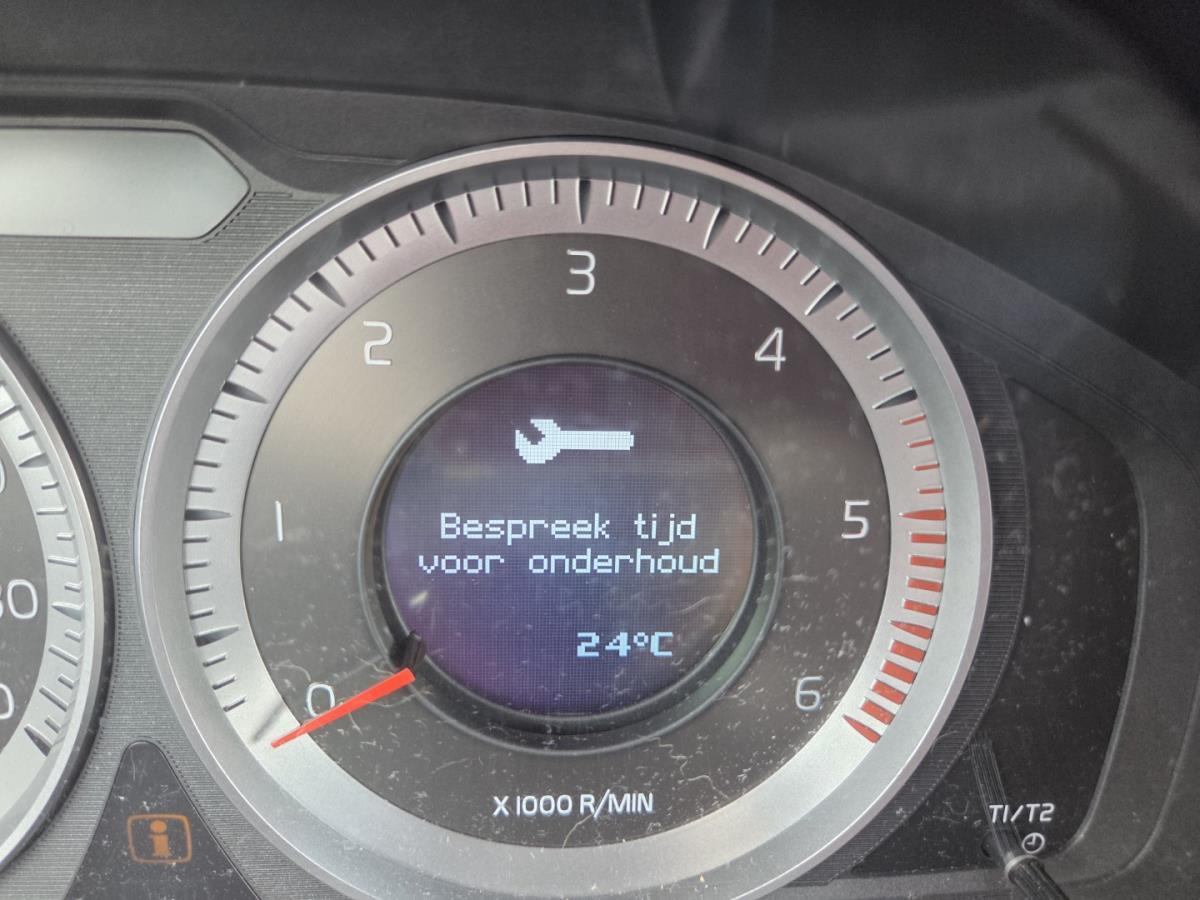 3
2
4
1
5
Bespreek tijd
voor onderhoud
24°C
0
6
X 1000 R/MIN
T1/T2
i